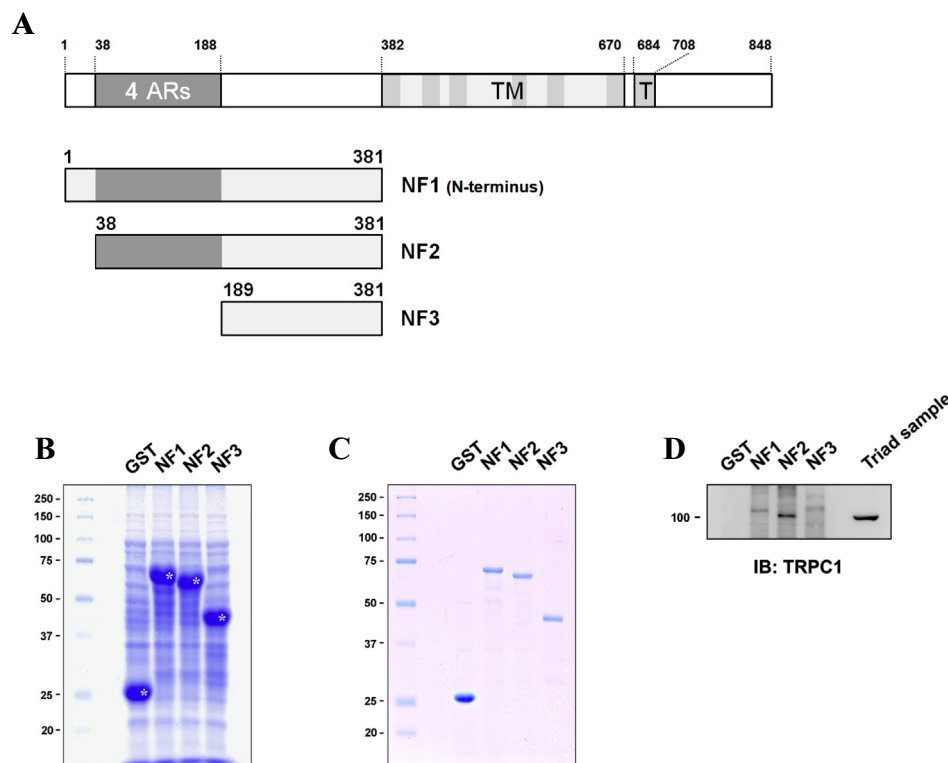 A
1 38 188 382 670 684 708 848
4 ARs TM T
1 381
NF1 (N-terminus)
38 381
NF2
189 381
NF3
B
GST NF1 NF2 NF3
250 -
150 -
100 -
75 -
50 -
37 -
25 -
20 -
* * * *
C
GST NF1 NF2 NF3
250 -
150 -
100 -
75 -
50 -
37 -
25 -
20 -
D
GST NF1 NF2 NF3 Triad sample
100 -
IB: TRPC1